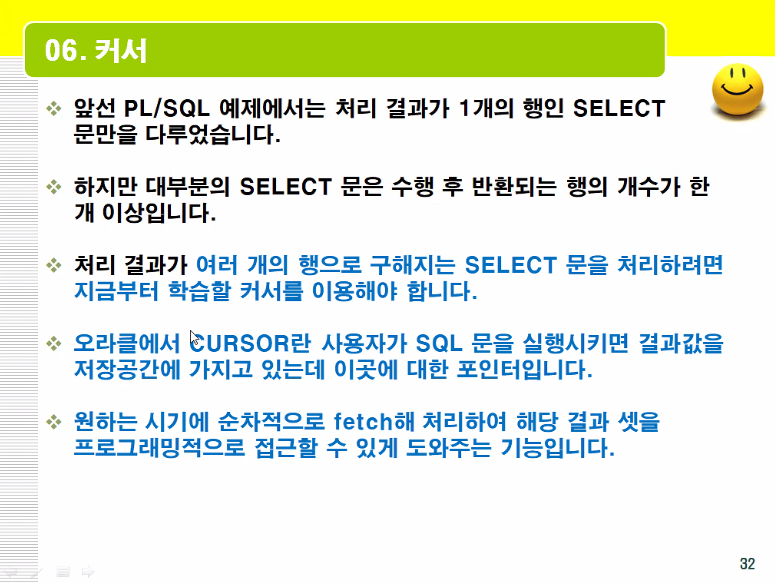 06. 커서
앞선 PL/SQL 예제에서는 처리 결과가 1개의 행인 SELECT
문만을 다루었습니다.
하지만 대부분의 SELECT 문은 수행 후 반환되는 행의 개수가 한
개 이상입니다.
처리 결과가 여러 개의 행으로 구해지는 SELECT 문을 처리하려면
지금부터 학습할 커서를 이용해야 합니다.
오라클에서 CURSOR란 사용자가 SQL 문을 실행시키면 결과값을
저장공간에 가지고 있는데 이곳에 대한 포인터입니다.
원하는 시기에 순차적으로 fetch해 처리하여 해당 결과 셋을
프로그래밍적으로 접근할 수 있게 도와주는 기능입니다.
32